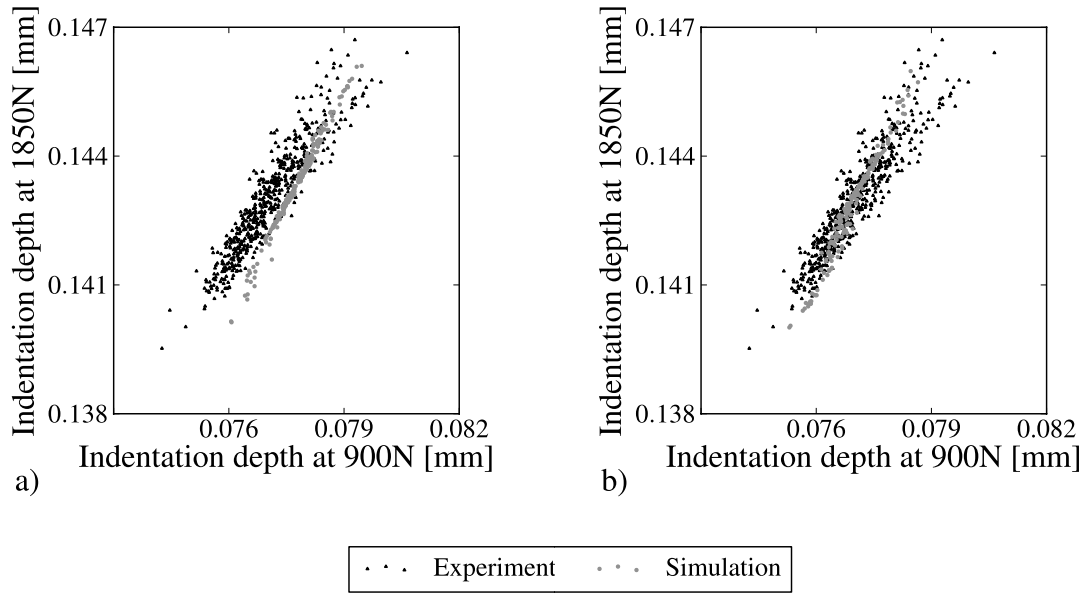 Indentation depth at 1850N [mm]
0.147
0.144
0.141
0.138
0.076 0.079 0.082
Indentation depth at 900N [mm]
a)
Indentation depth at 1850N [mm]
0.147
0.144
0.141
0.138
0.076 0.079 0.082
Indentation depth at 900N [mm]
b)
Experiment Simulation